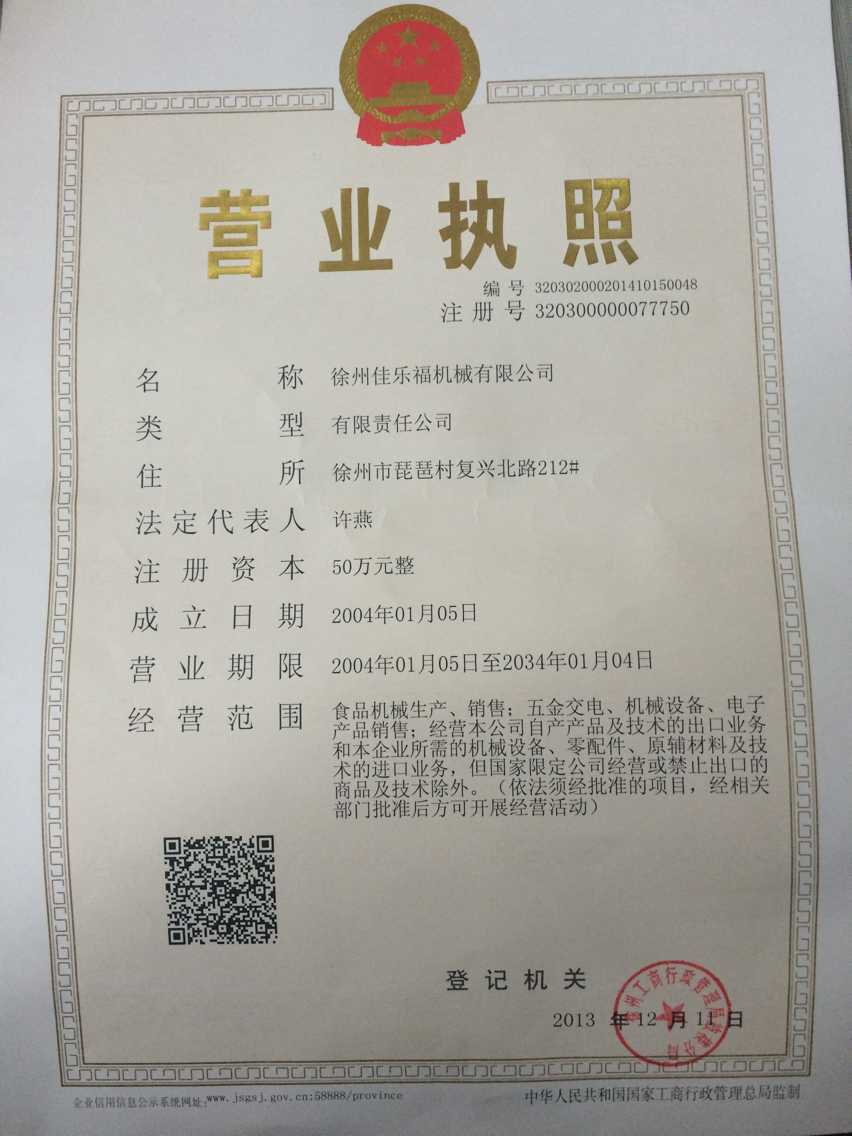 营业执照
编号 320302000201410150048
注册号 320300000077750
名称 徐州佳乐福机械有限公司
类型 有限责任公司
住所 徐州市琵琶村复兴北路212#
法定代表人 许燕
注册资本 50万元整
成立日期 2004年01月05日
营业期限 2004年01月05日至2034年01月04日
经营范围 食品机械生产、销售；五金交电、机械设备、电子
产品销售；经营本公司自产产品及技术的出口业务
和本企业所需的机械设备、零配件、原辅材料及技
术的进口业务，但国家限定公司经营或禁止出口的
商品及技术除外。（依法须经批准的项目，经相关
部门批准后方可开展经营活动）
登记机关
徐州工商行政管理局鼓楼分局
2013 年 12 月 11 日
企业信用信息公示系统网址：www.jsgsj.gov.cn:58888/province
中华人民共和国国家工商行政管理总局监制